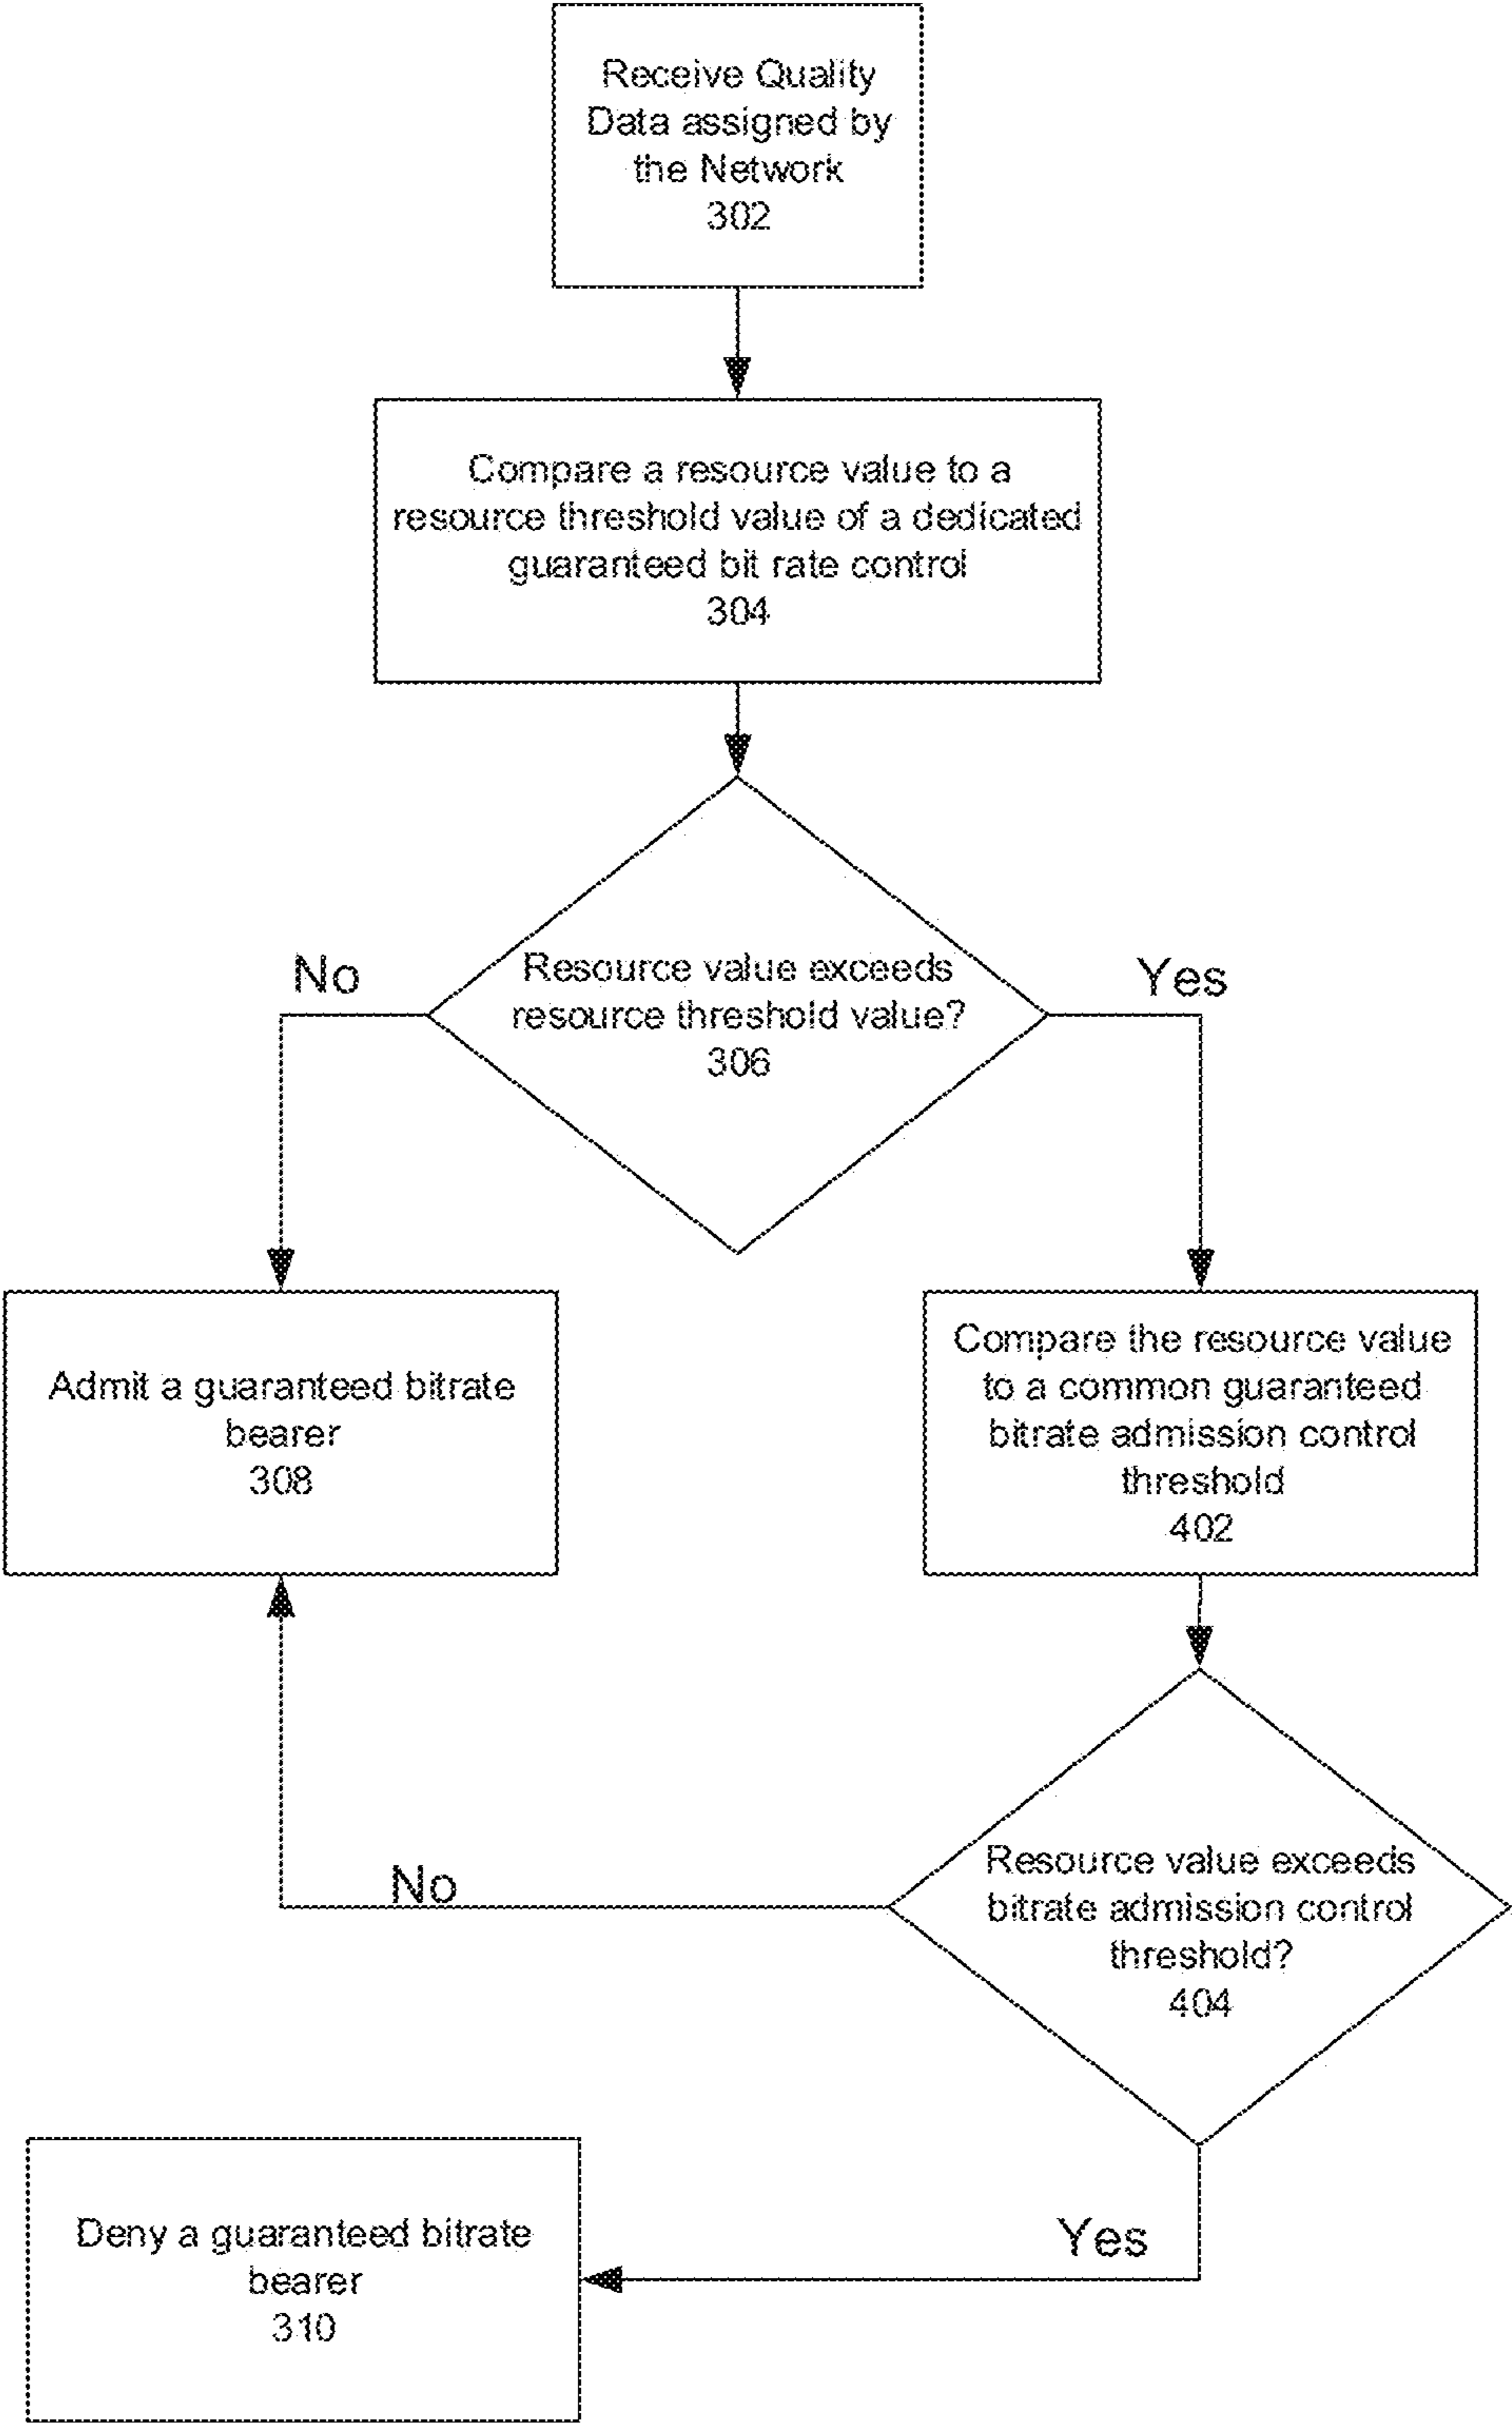 Receive Quality
Data assigned by
the Network
302
Compare a resource value to a
resource threshold value of a dedicated
guaranteed bit rate control
304
No
Resource value exceeds
resource threshold value?
306
Yes
Admit a guaranteed bitrate
bearer
308
Compare the resource value
to a common guaranteed
bitrate admission control
threshold
402
No
Resource value exceeds
bitrate admission control
threshold?
404
Yes
Deny a guaranteed bitrate
bearer
310